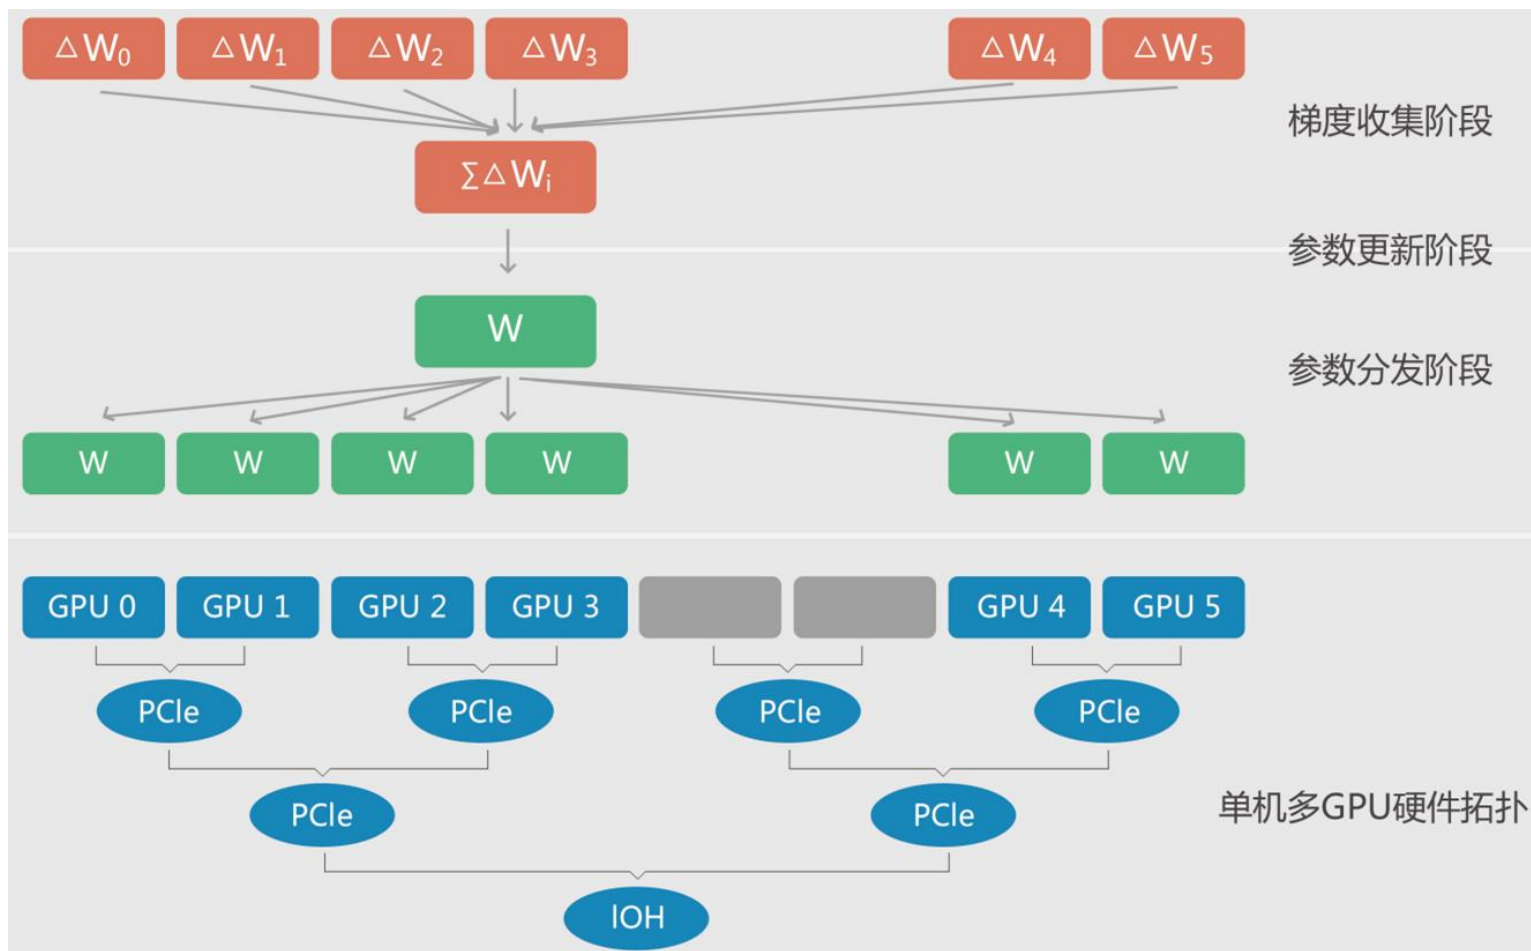 △W₀ △W₁ △W₂ △W₃ △W₄ △W₅
梯度收集阶段
∑△Wᵢ
参数更新阶段
W
参数分发阶段
W W W W W W
GPU 0 GPU 1 GPU 2 GPU 3 GPU 4 GPU 5
PCIe PCIe PCIe PCIe
PCIe PCIe
单机多GPU硬件拓扑
IOH